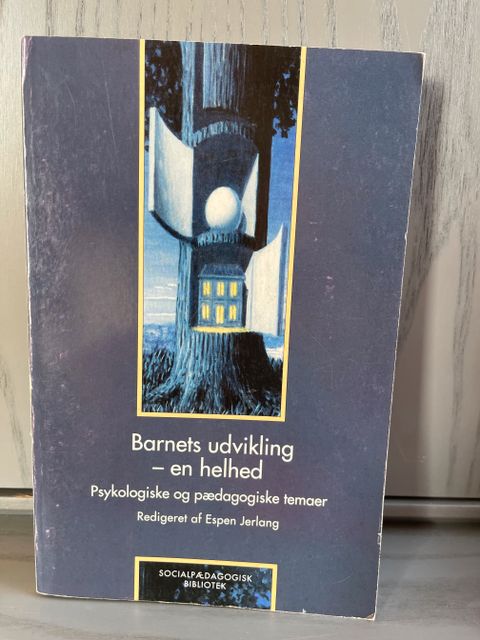 Barnets udvikling
– en helhed
Psykologiske og pædagogiske temaer
Redigeret af Espen Jerlang
SOCIALPÆDAGOGISK
BIBLIOTEK